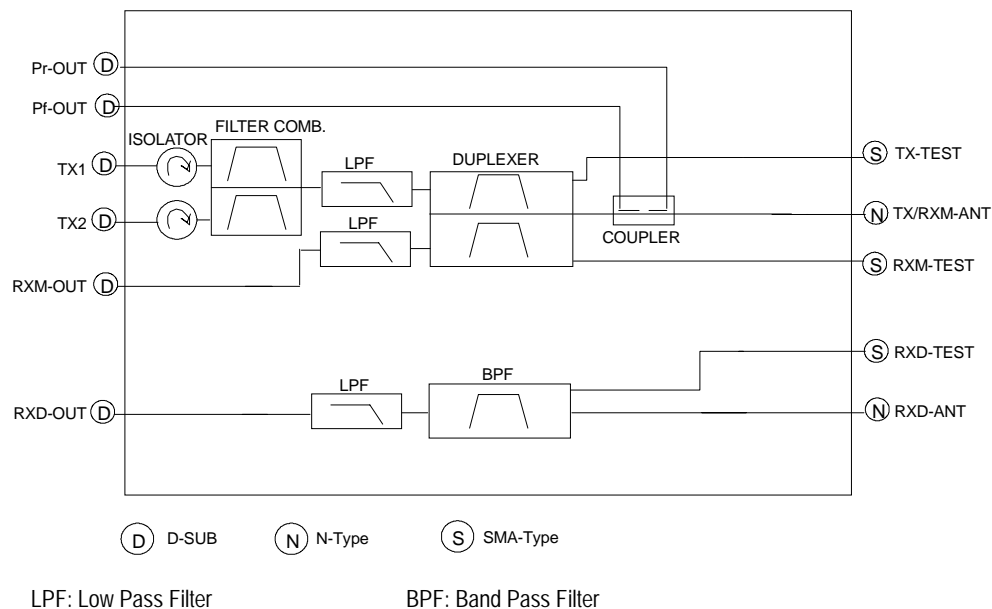 Pr-OUT D
Pf-OUT D
ISOLATOR
FILTER COMB.
TX1 D
LPF
DUPLEXER
S TX-TEST
TX2 D
LPF
COUPLER
N TX/RXM-ANT
RXM-OUT D
S RXM-TEST
S RXD-TEST
LPF
BPF
RXD-OUT D
N RXD-ANT
D D-SUB N N-Type S SMA-Type
LPF: Low Pass Filter BPF: Band Pass Filter